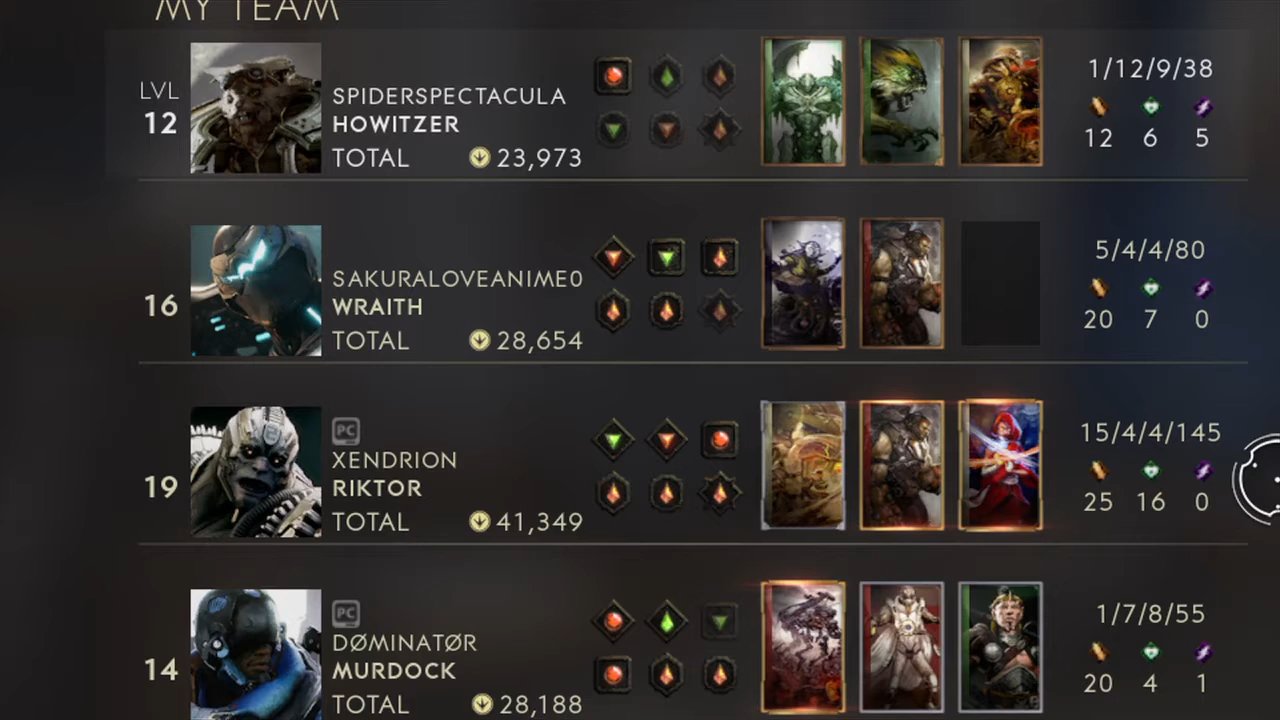 MY TEAM
LVL
12
SPIDERSPECTACULA
HOWITZER
TOTAL 23,973
1/12/9/38
12 6 5
16
SAKURALOVEANIME0
WRAITH
TOTAL 28,654
5/4/4/80
20 7 0
19
PC
XENDRION
RIKTOR
TOTAL 41,349
15/4/4/145
25 16 0
14
PC
DØMINATØR
MURDOCK
TOTAL 28,188
1/7/8/55
20 4 1